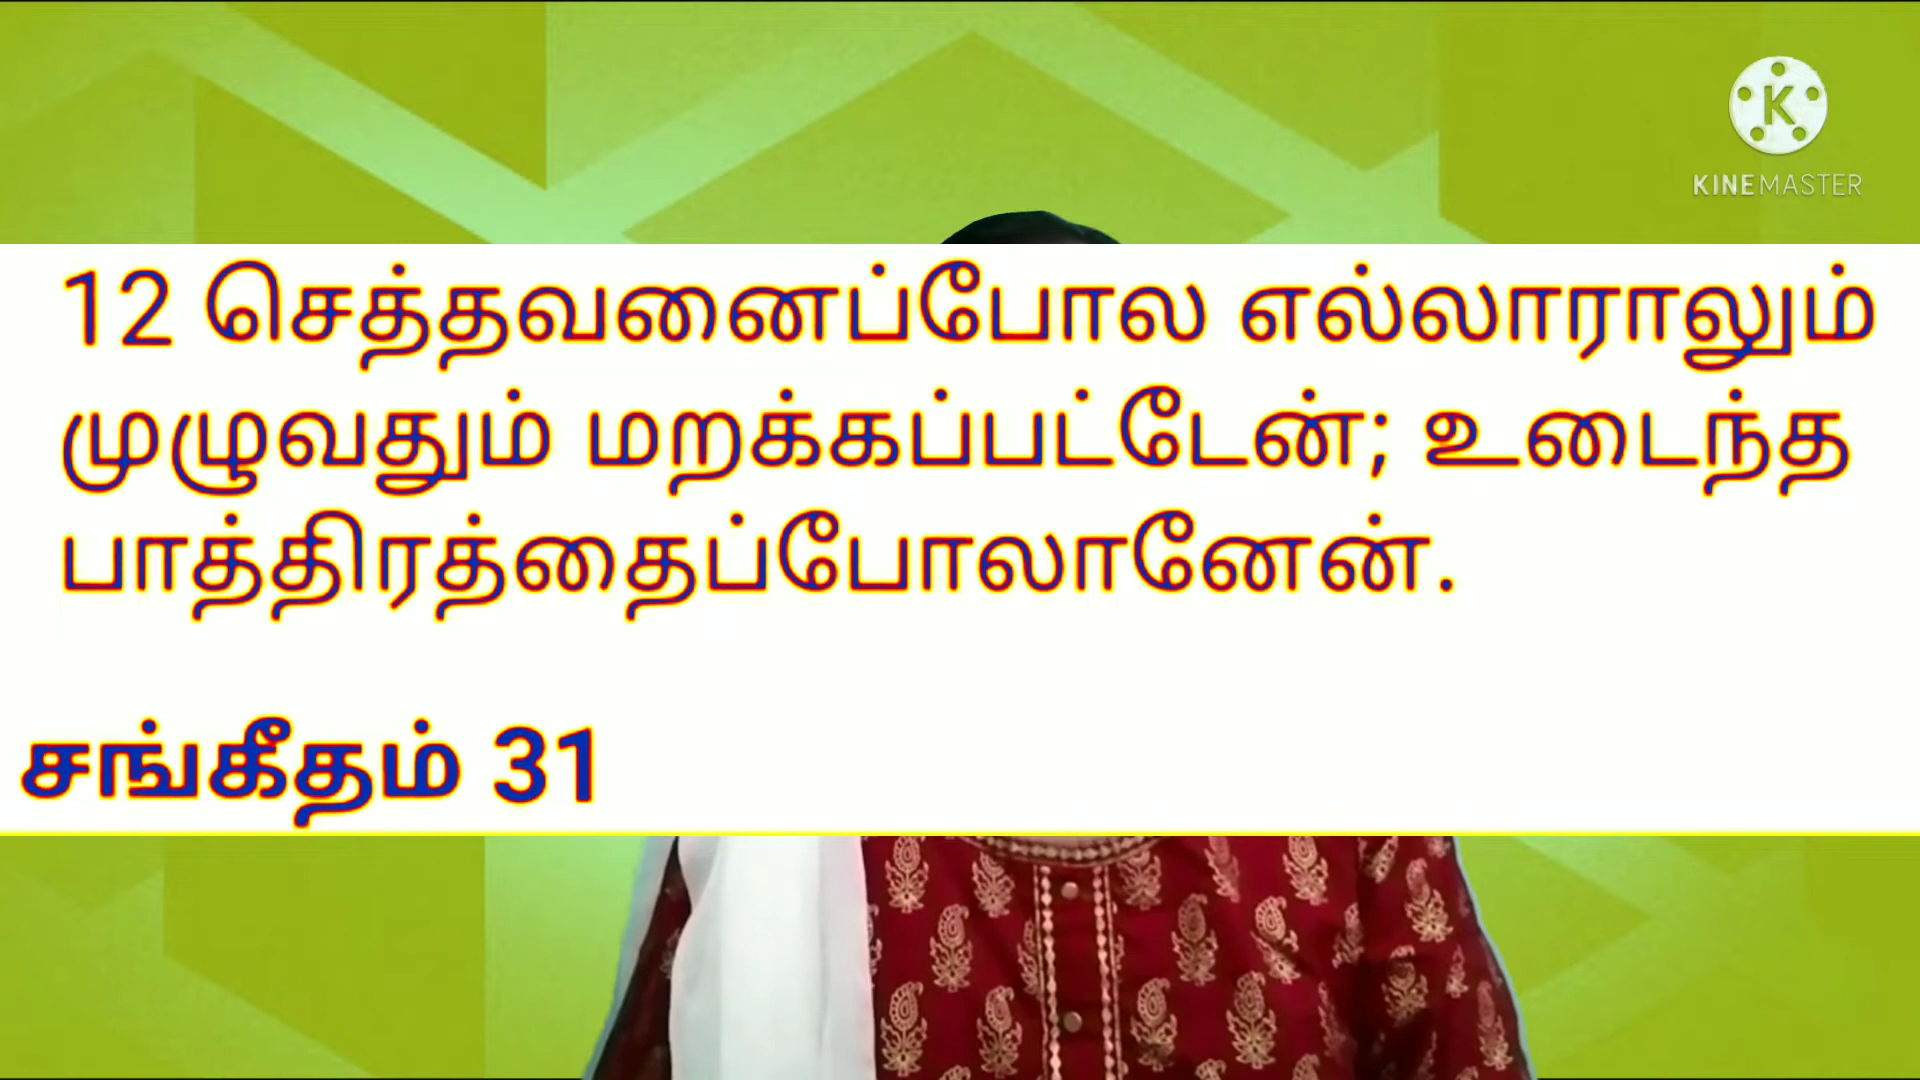 K
KINEMASTER
12 செத்தவனைப்போல எல்லாராலும்
முழுவதும் மறக்கப்பட்டேன்; உடைந்த
பாத்திரத்தைப்போலானேன்.
சங்கீதம் 31